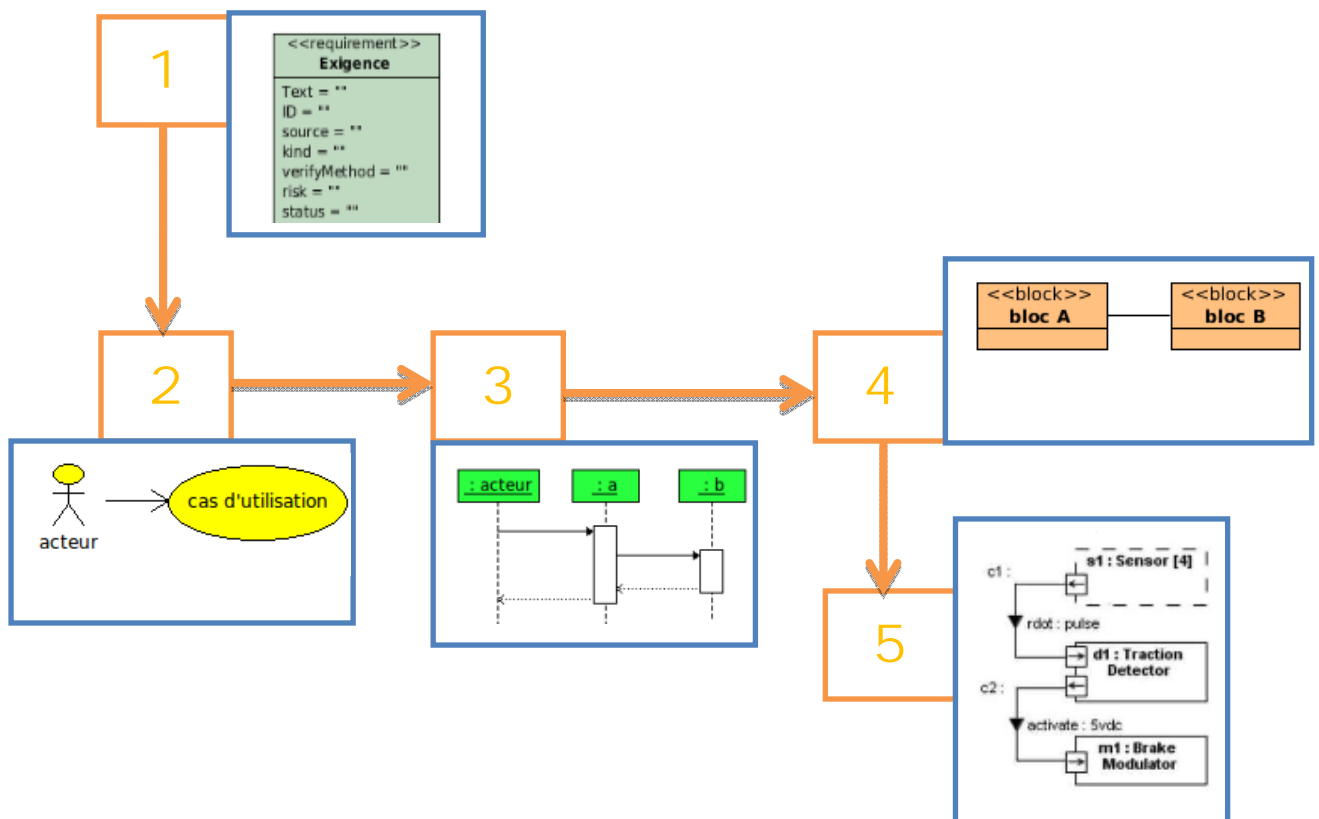 1
<<requirement>>
Exigence
Text = ""
ID = ""
source = ""
kind = ""
verifyMethod = ""
risk = ""
status = ""
2
acteur
cas d'utilisation
3
: acteur
: a
: b
4
<<block>>
bloc A
<<block>>
bloc B
5
s1 : Sensor [4]
c1 :
rdot : pulse
d1 : Traction
Detector
c2 :
activate : 5vdc
m1 : Brake
Modulator